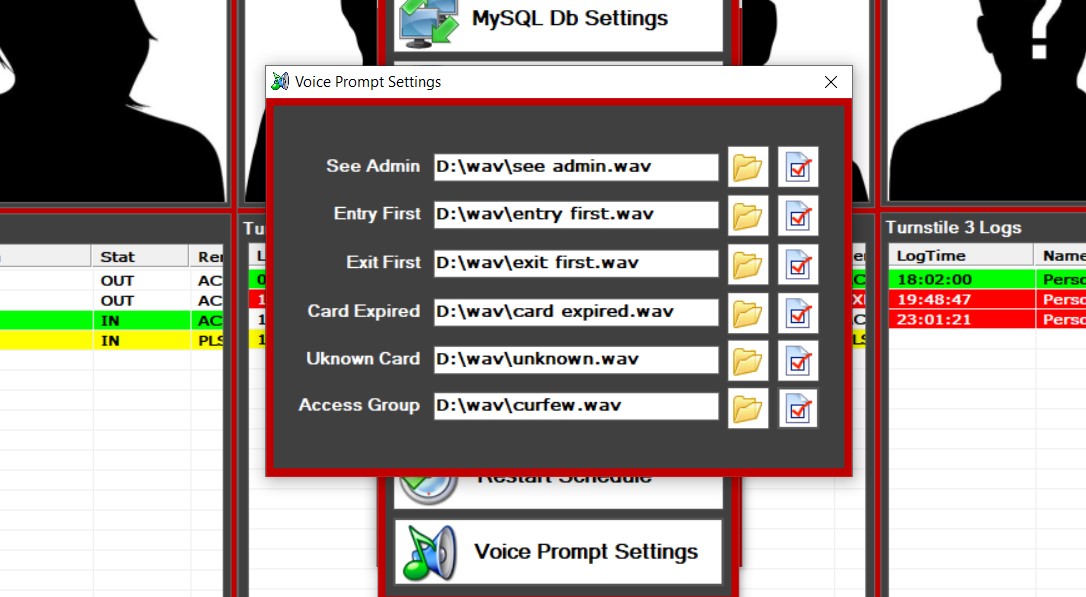 MySQL Db Settings
Voice Prompt Settings
See Admin D:\wav\see admin.wav
Entry First D:\wav\entry first.wav
Exit First D:\wav\exit first.wav
Card Expired D:\wav\card expired.wav
Uknown Card D:\wav\unknown.wav
Access Group D:\wav\curfew.wav
Restart Schedule
Voice Prompt Settings
Stat
OUT AC
OUT AC
IN AC
IN PLS
Turnstile 3 Logs
LogTime Name
18:02:00 Perso
19:48:47 Perso
23:01:21 Perso